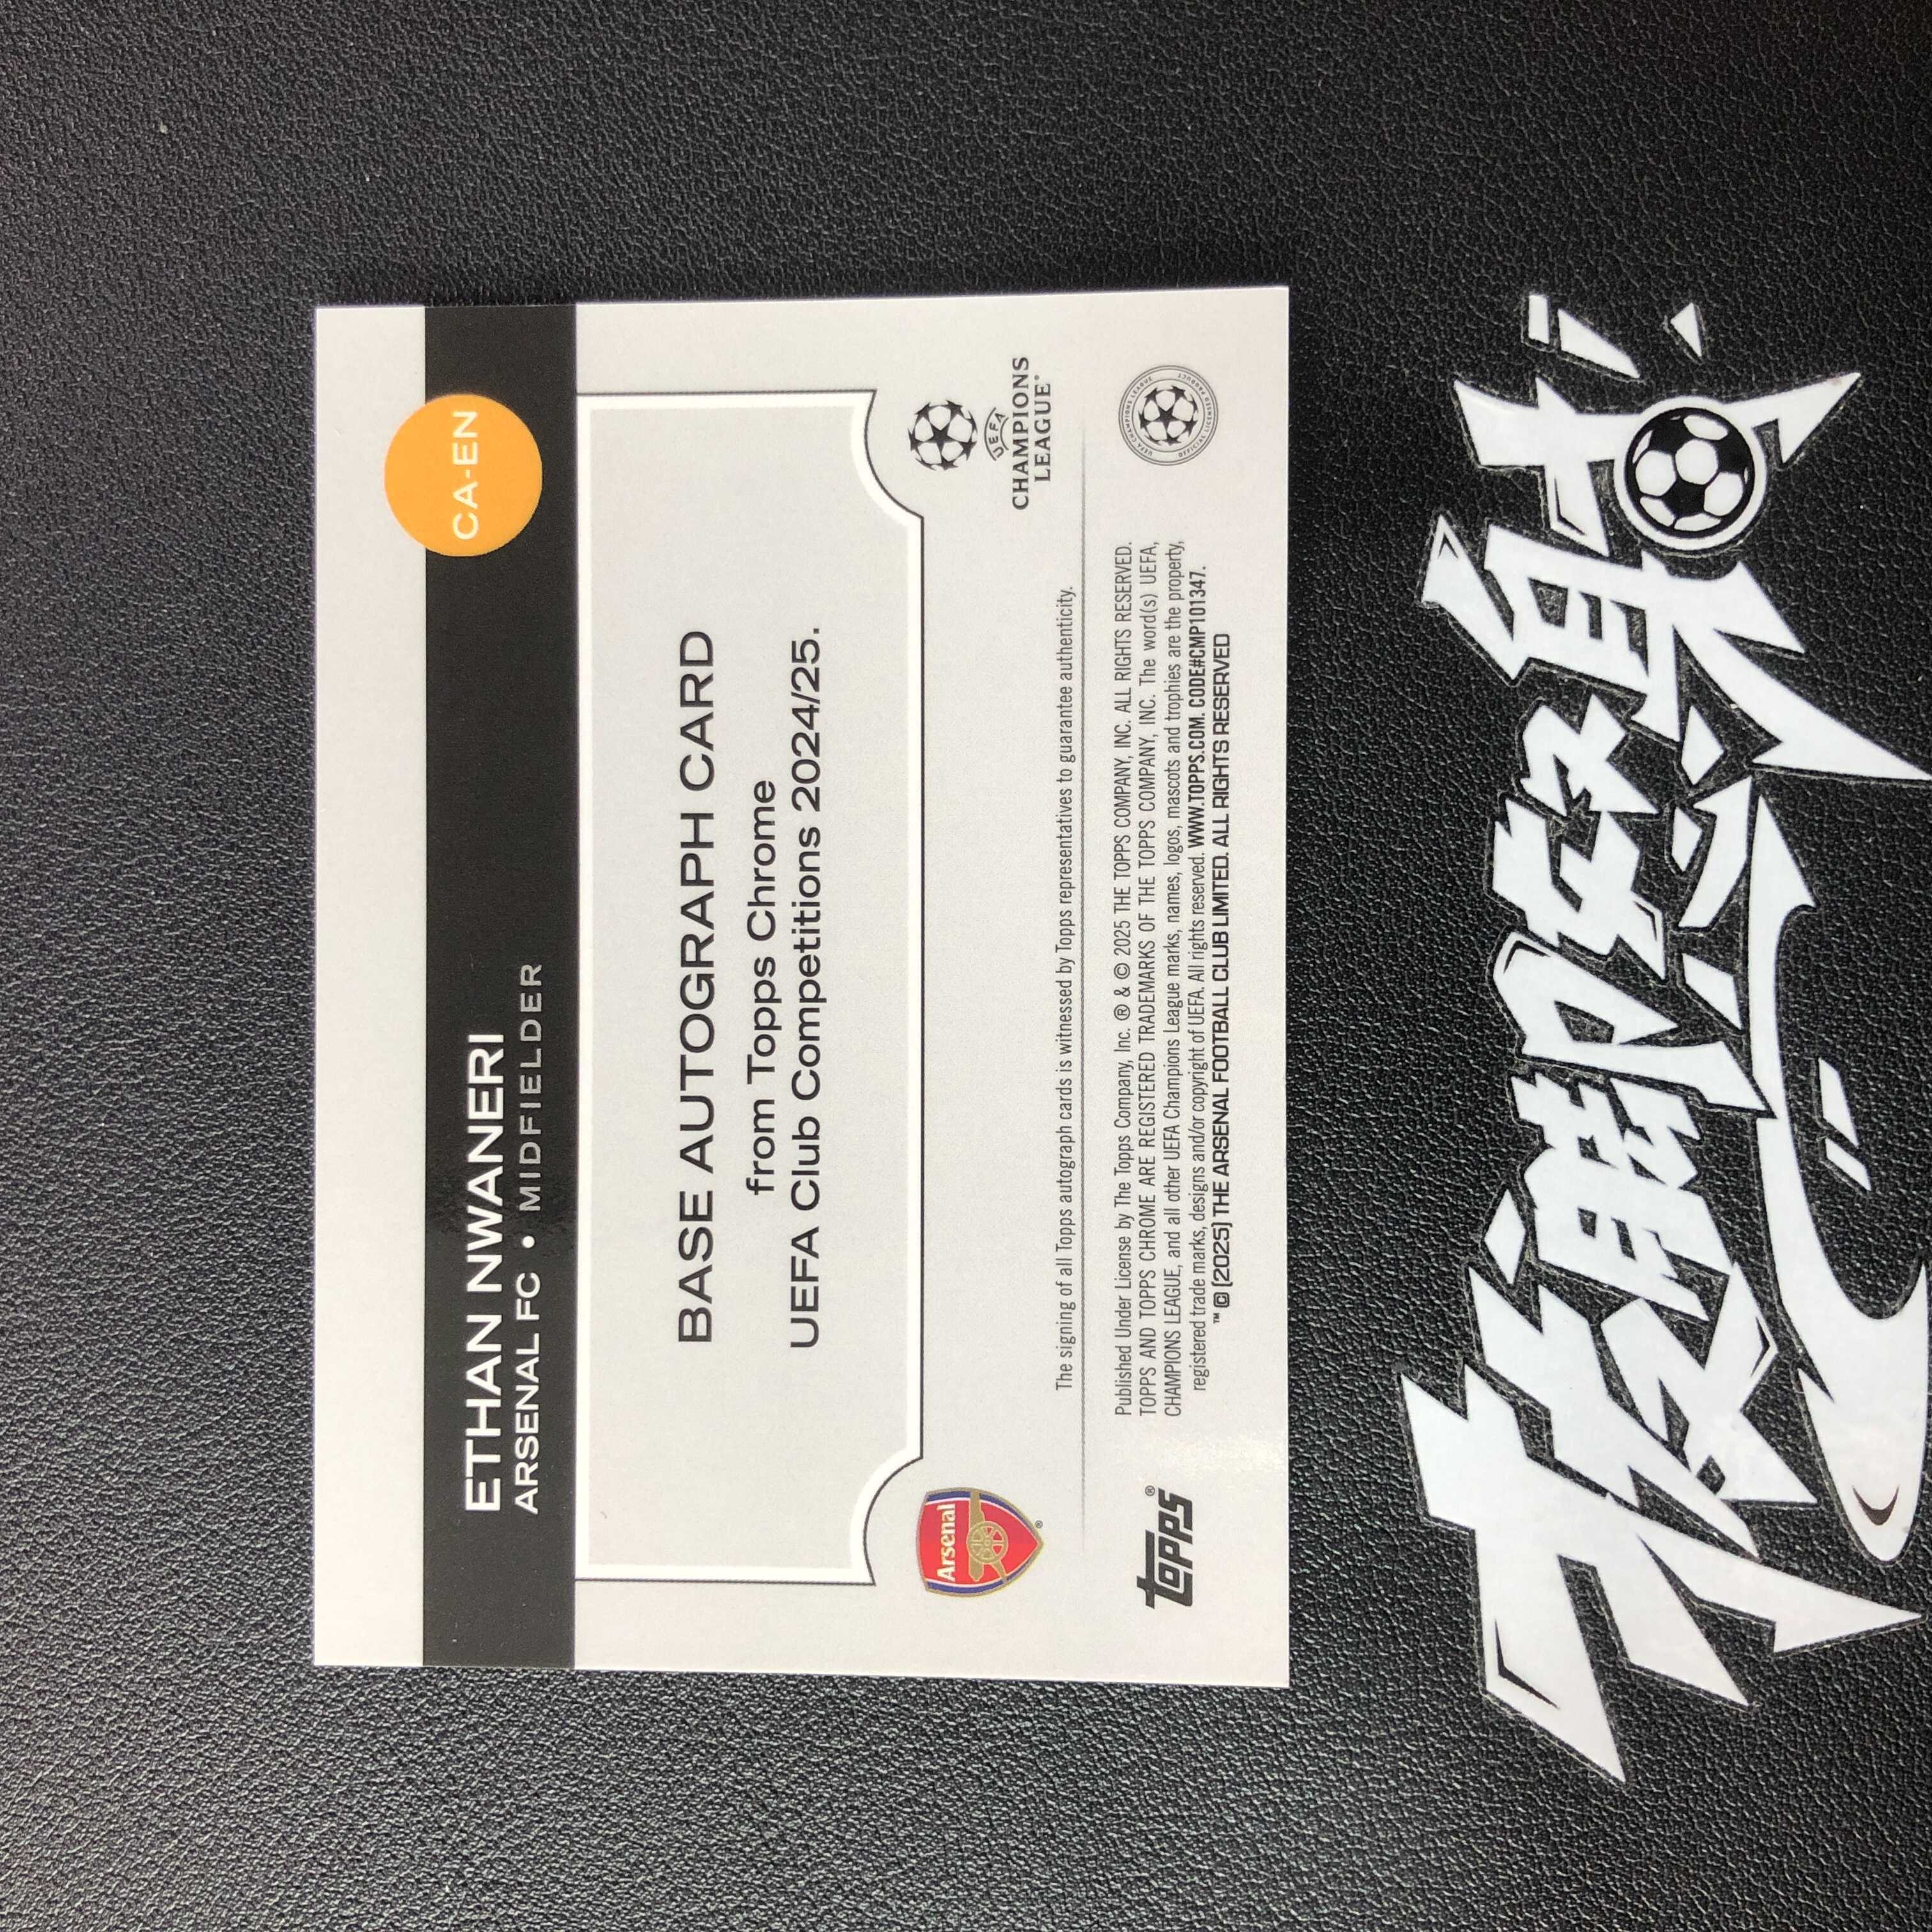 ETHAN NWANERI
ARSENAL FC • MIDFIELDER
CA-EN
BASE AUTOGRAPH CARD
from Topps Chrome
UEFA Club Competitions 2024/25.
Arsenal
®
UEFA
CHAMPIONS
LEAGUE®
The signing of all Topps autograph cards is witnessed by Topps representatives to guarantee authenticity.
topps®
Published Under License by The Topps Company, Inc. ® & © 2025 THE TOPPS COMPANY, INC. ALL RIGHTS RESERVED.
TOPPS AND TOPPS CHROME ARE REGISTERED TRADEMARKS OF THE TOPPS COMPANY, INC. The word(s) UEFA,
CHAMPIONS LEAGUE, and all other UEFA Champions League marks, names, logos, mascots and trophies are the property,
registered trade marks, designs and/or copyright of UEFA. All rights reserved. WWW.TOPPS.COM. CODE#CMP101347.
™ © [2025] THE ARSENAL FOOTBALL CLUB LIMITED. ALL RIGHTS RESERVED